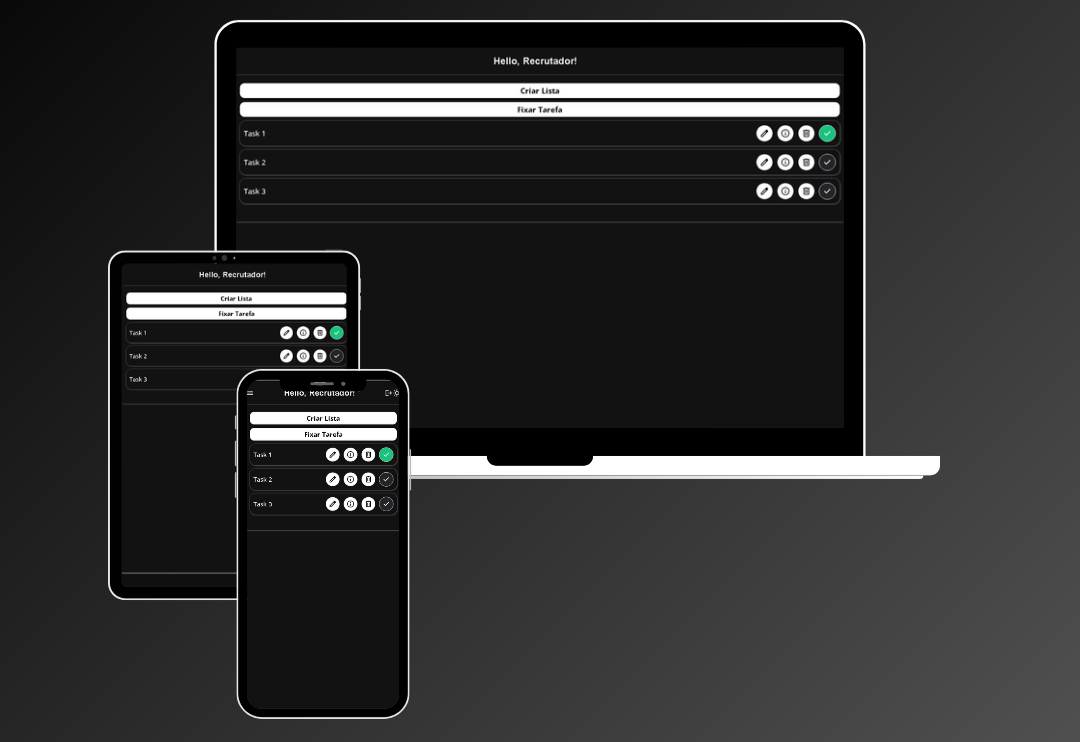 Hello, Recrutador!
Criar Lista
Fixar Tarefa
Task 1
Task 2
Task 3
Hello, Recrutador!
Criar Lista
Fixar Tarefa
Task 1
Task 2
Task 3
Hello, Recrutador!
Criar Lista
Fixar Tarefa
Task 1
Task 2
Task 3